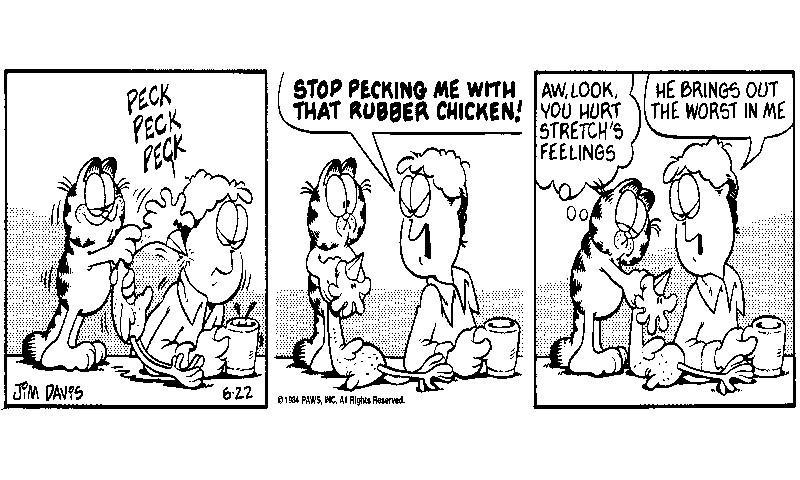 PECK
PECK
PECK
JIM DAVIS
6-22
STOP PECKING ME WITH
THAT RUBBER CHICKEN!
© 1984 PAWS, INC. All Rights Reserved.
AW, LOOK,
YOU HURT
STRETCH'S
FEELINGS
HE BRINGS OUT
THE WORST IN ME